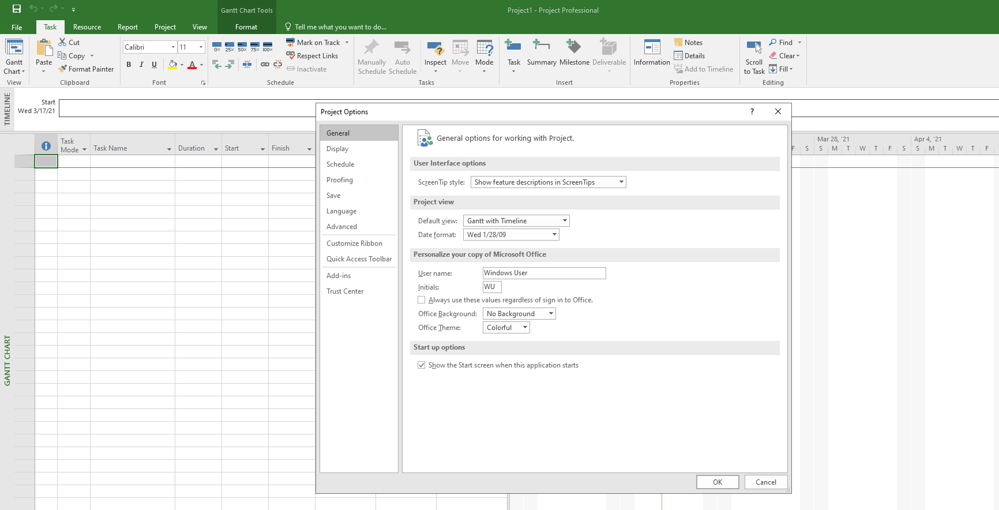 Gantt Chart Tools
Project1 - Project Professional
File Task Resource Report Project View Format Tell me what you want to do...
Gantt Chart
View
Paste
Cut
Copy
Format Painter
Clipboard
Calibri 11
B I U A
Font
0% 25% 50% 75% 100%
Mark on Track
Respect Links
Inactivate
Schedule
Manually Schedule
Auto Schedule
Inspect
Move
Mode
Tasks
Task
Summary
Milestone
Deliverable
Insert
Information
Notes
Details
Add to Timeline
Properties
Scroll to Task
Find
Clear
Fill
Editing
TIMELINE
Start
Wed 3/17/21
Task Mode
Task Name
Duration
Start
Finish
Mar 28, '21 Apr 4, '21
F S S M T W T F S S M T W T F
GANTT CHART
Project Options
?
General
Display
Schedule
Proofing
Save
Language
Advanced
Customize Ribbon
Quick Access Toolbar
Add-ins
Trust Center
General options for working with Project.
User Interface options
ScreenTip style: Show feature descriptions in ScreenTips
Project view
Default view: Gantt with Timeline
Date format: Wed 1/28/09
Personalize your copy of Microsoft Office
User name: Windows User
Initials: WU
Always use these values regardless of sign in to Office.
Office Background: No Background
Office Theme: Colorful
Start up options
Show the Start screen when this application starts
OK Cancel